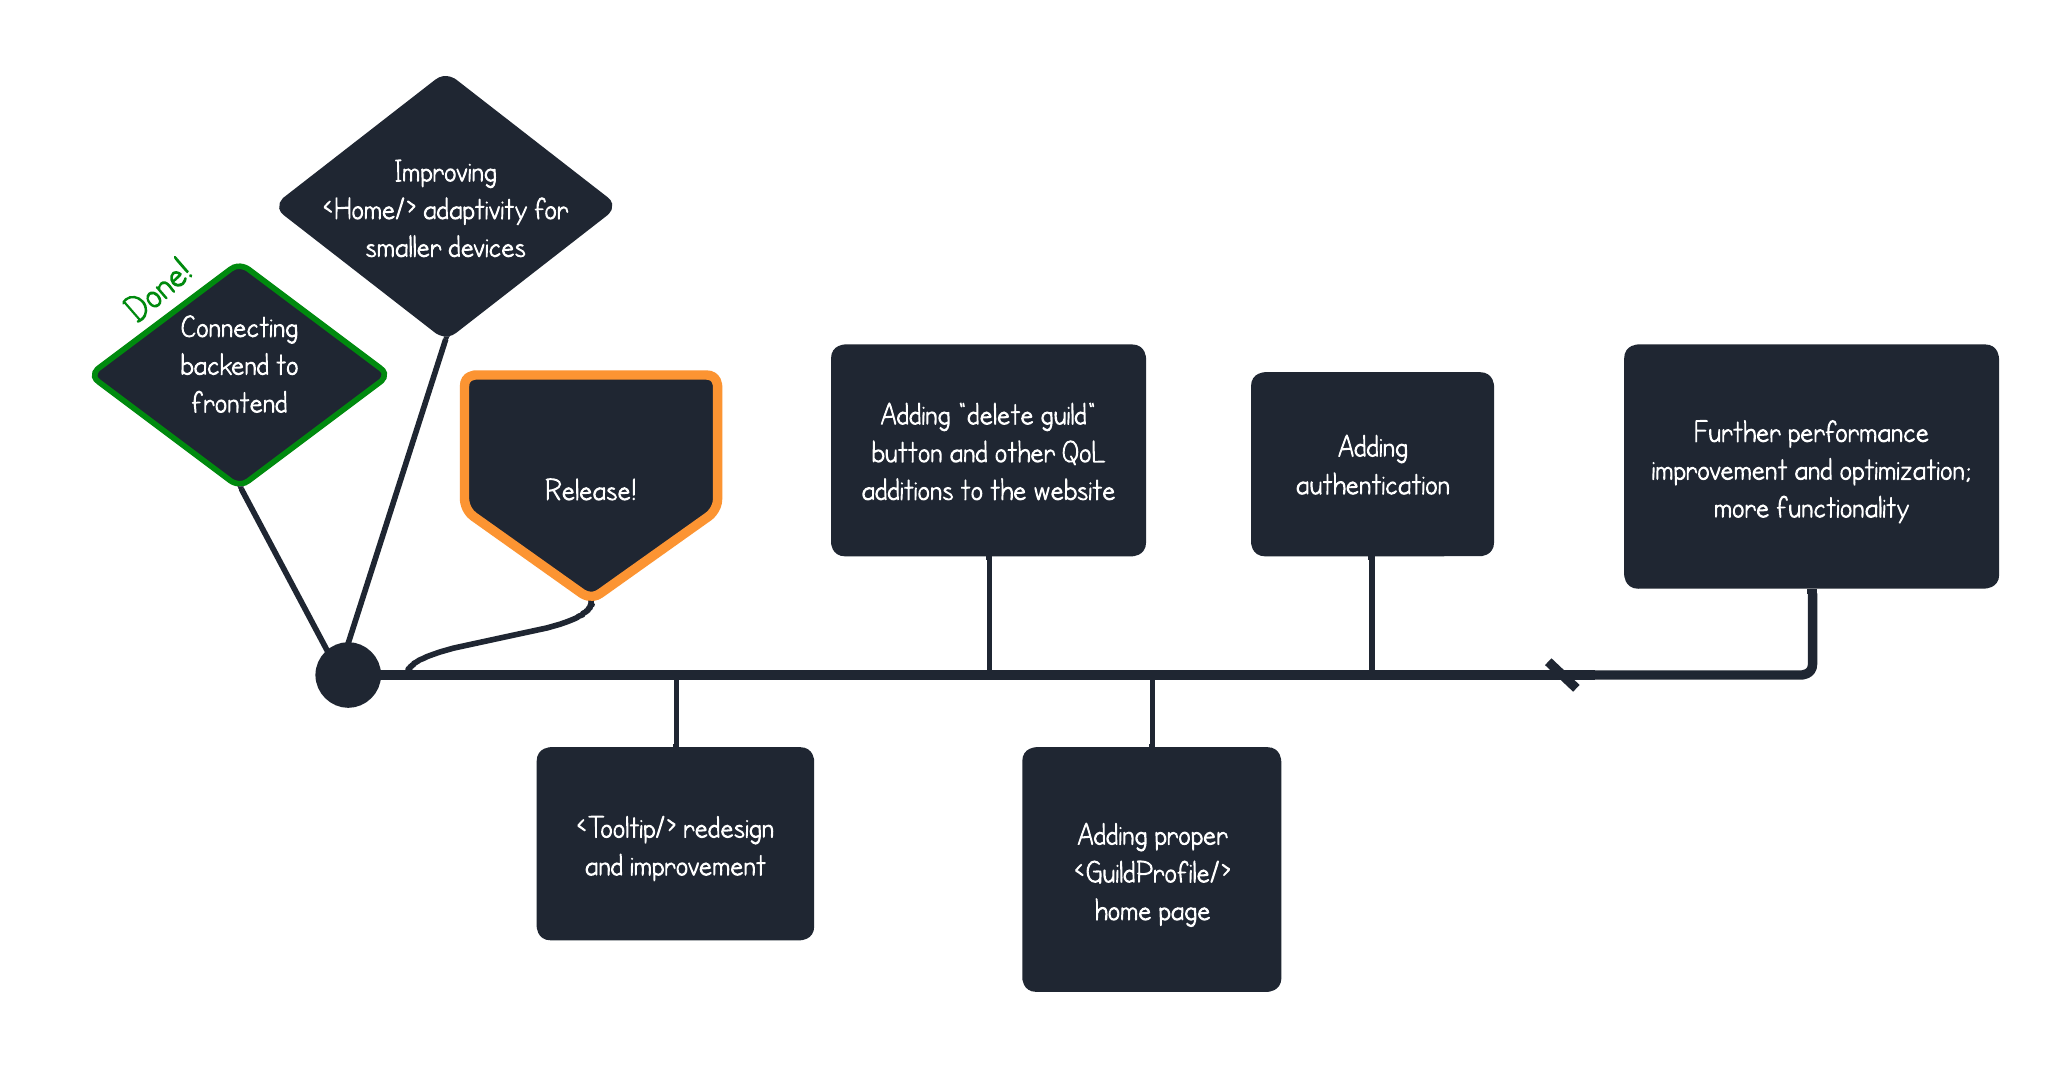 Improving
<Home/> adaptivity for
smaller devices
Done!
Connecting
backend to
frontend
Release!
Adding "delete guild"
button and other QoL
additions to the website
Adding
authentication
Further performance
improvement and optimization;
more functionality
<Tooltip/> redesign
and improvement
Adding proper
<GuildProfile/>
home page